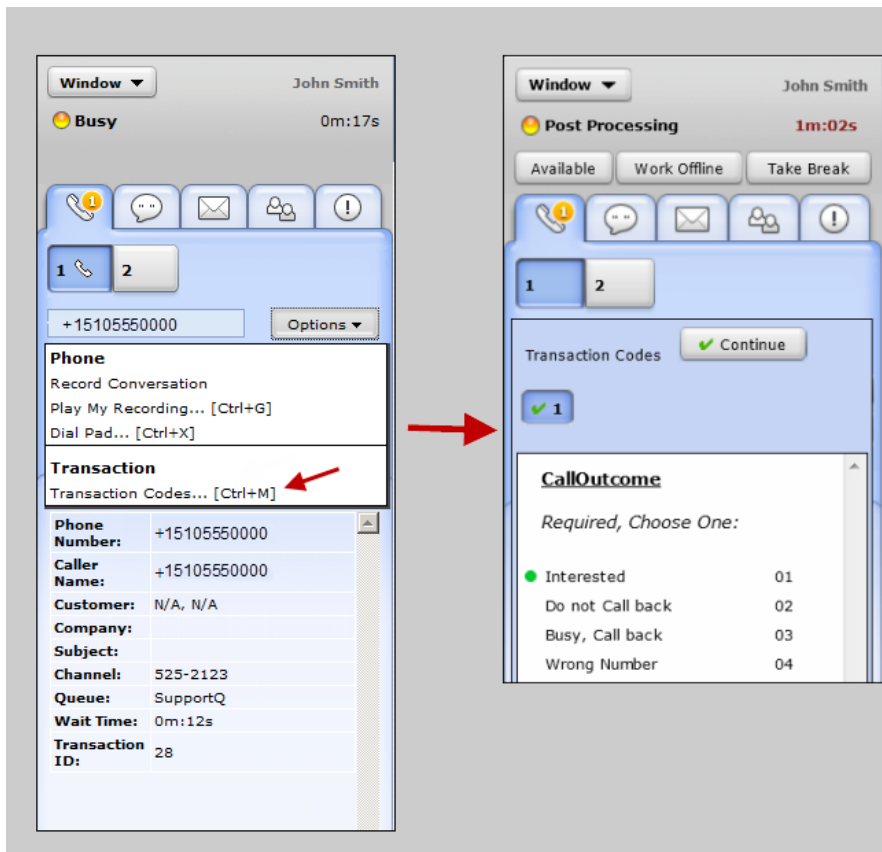 Window
John Smith
Busy
0m:17s
1
1
2
+15105550000
Options
Phone
Record Conversation
Play My Recording... [Ctrl+G]
Dial Pad... [Ctrl+X]
Transaction
Transaction Codes... [Ctrl+M]
Phone Number:
+15105550000
Caller Name:
+15105550000
Customer: N/A, N/A
Company:
Subject:
Channel: 525-2123
Queue: SupportQ
Wait Time: 0m:12s
Transaction ID:
28
Window
John Smith
Post Processing
1m:02s
Available
Work Offline
Take Break
1
1
2
Transaction Codes
Continue
1
CallOutcome
Required, Choose One:
Interested 01
Do not Call back 02
Busy, Call back 03
Wrong Number 04